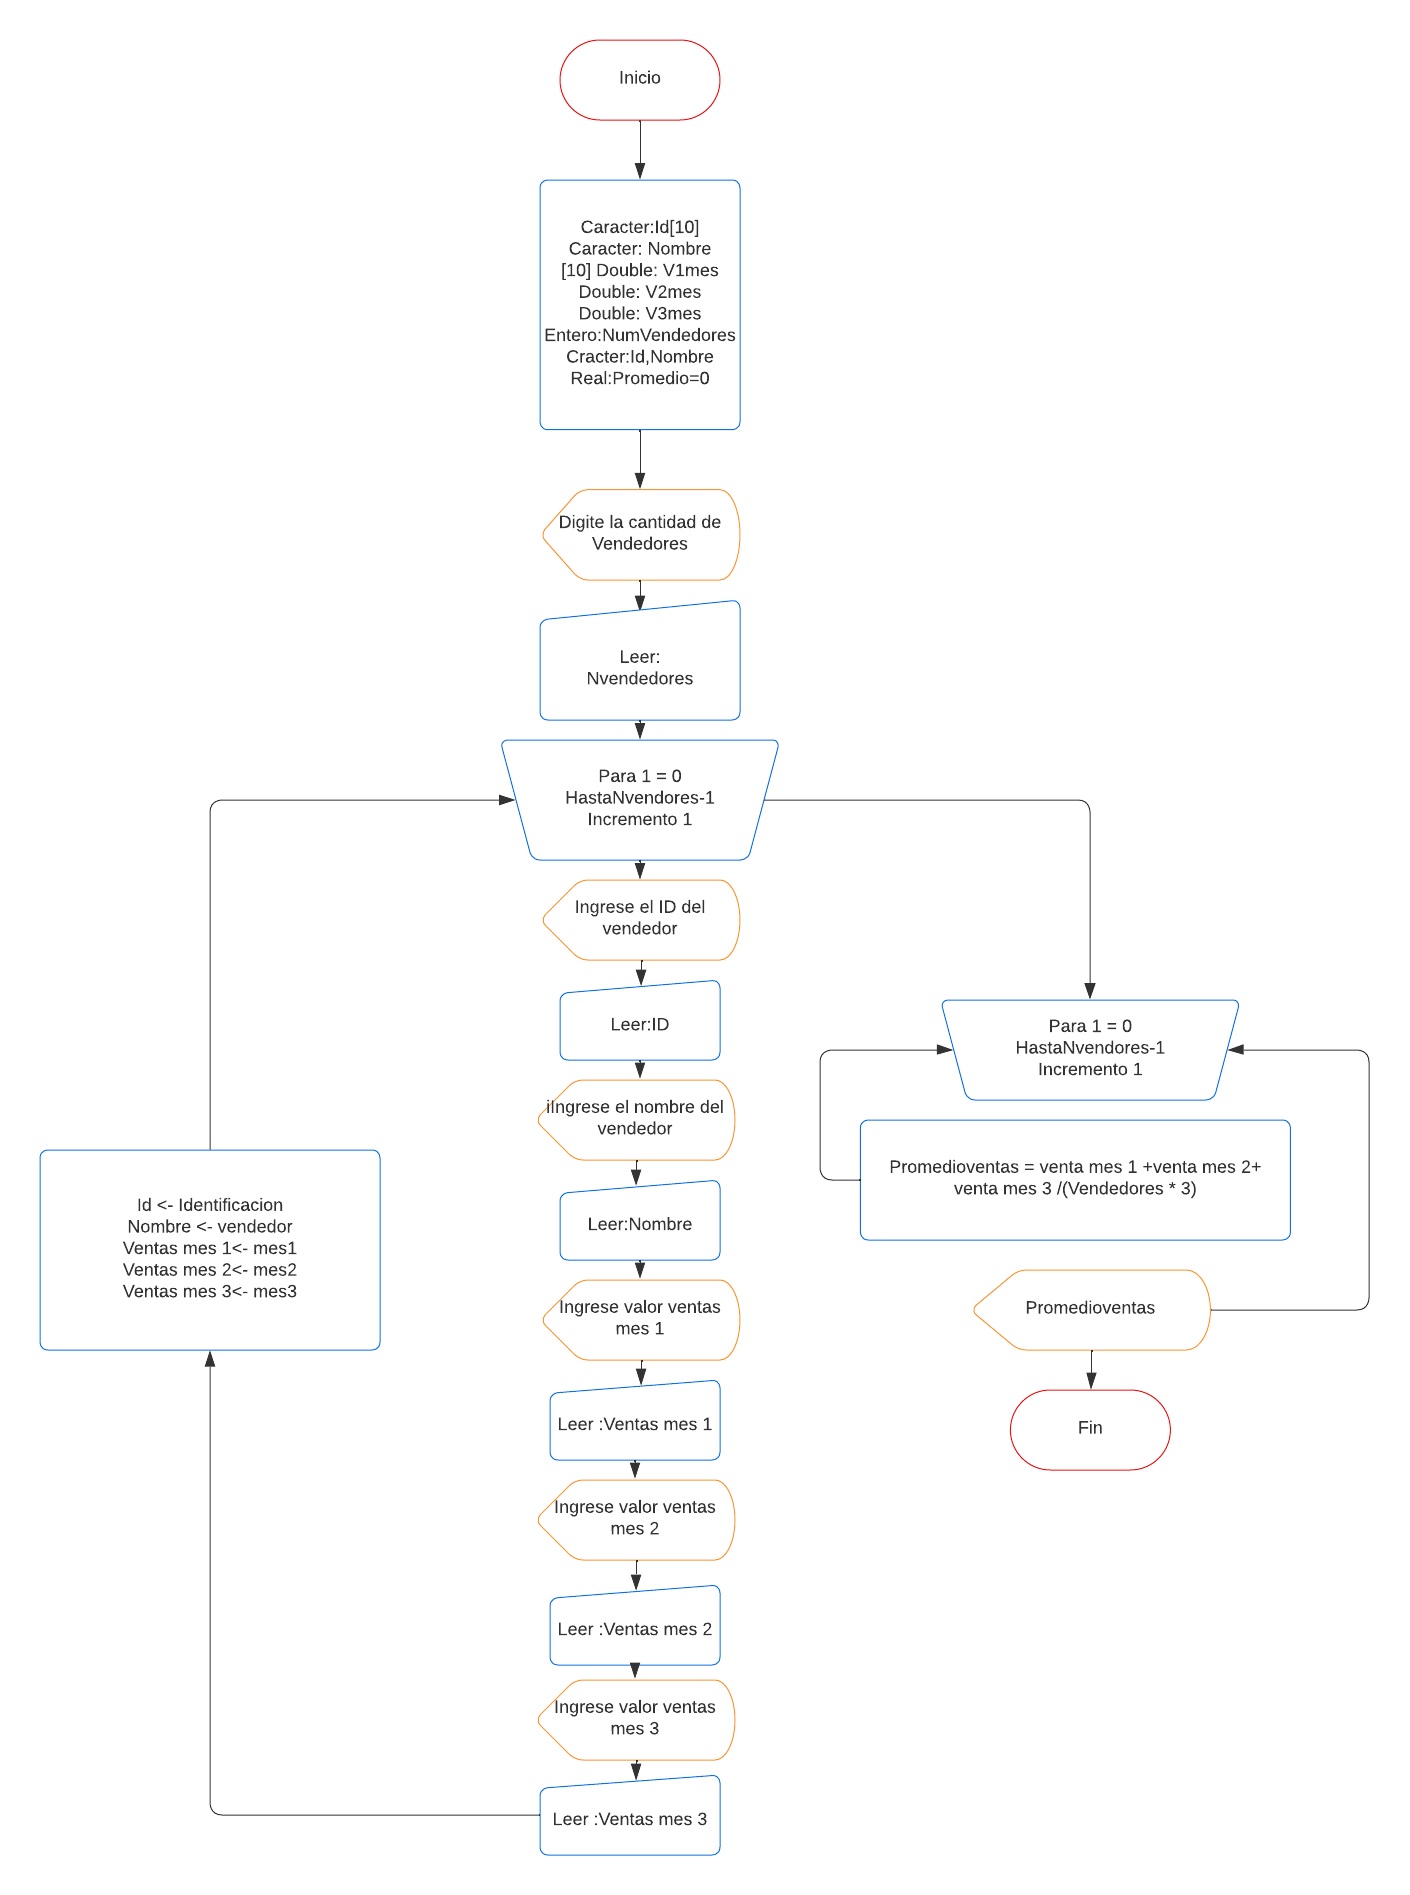 Inicio
Caracter:Id[10]
Caracter: Nombre
[10] Double: V1mes
Double: V2mes
Double: V3mes
Entero:NumVendedores
Cracter:Id,Nombre
Real:Promedio=0
Digite la cantidad de
Vendedores
Leer:
Nvendedores
Para 1 = 0
HastaNvendores-1
Incremento 1
Ingrese el ID del
vendedor
Leer:ID
iIngrese el nombre del
vendedor
Leer:Nombre
Ingrese valor ventas
mes 1
Leer :Ventas mes 1
Ingrese valor ventas
mes 2
Leer :Ventas mes 2
Ingrese valor ventas
mes 3
Leer :Ventas mes 3
Id <- Identificacion
Nombre <- vendedor
Ventas mes 1<- mes1
Ventas mes 2<- mes2
Ventas mes 3<- mes3
Para 1 = 0
HastaNvendores-1
Incremento 1
Promedioventas = venta mes 1 +venta mes 2+
venta mes 3 /(Vendedores * 3)
Promedioventas
Fin